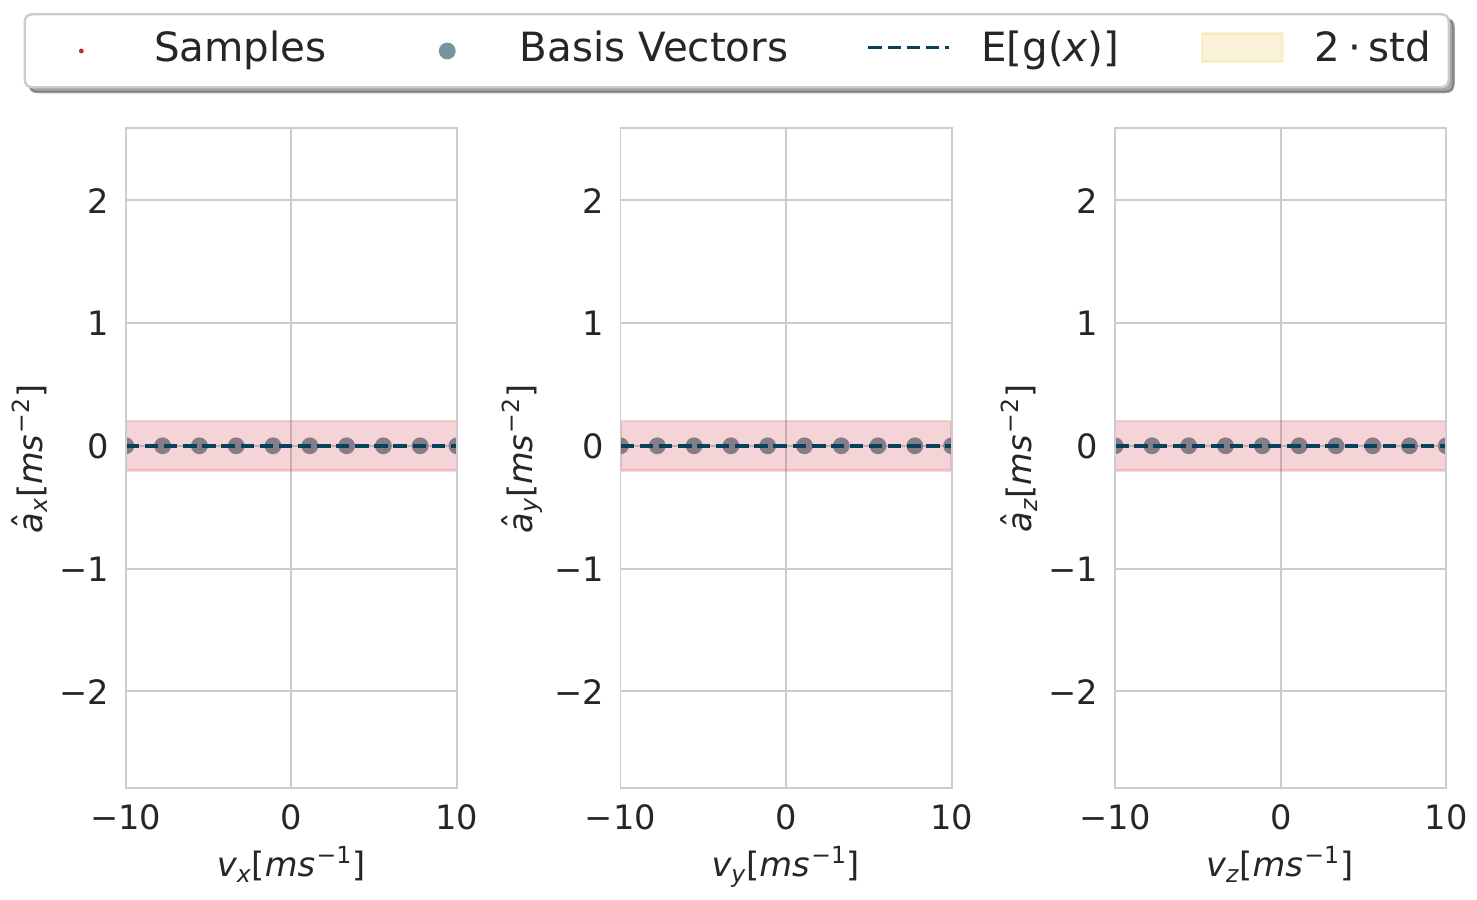 Samples Basis Vectors E[g(x)] 2 · std
2 2 2
1 1 1
0 0 0
−1 −1 −1
−2 −2 −2
âₓ[ms⁻²] â_y[ms⁻²] â_z[ms⁻²]
−10 0 10 −10 0 10 −10 0 10
vₓ[ms⁻¹] v_y[ms⁻¹] v_z[ms⁻¹]